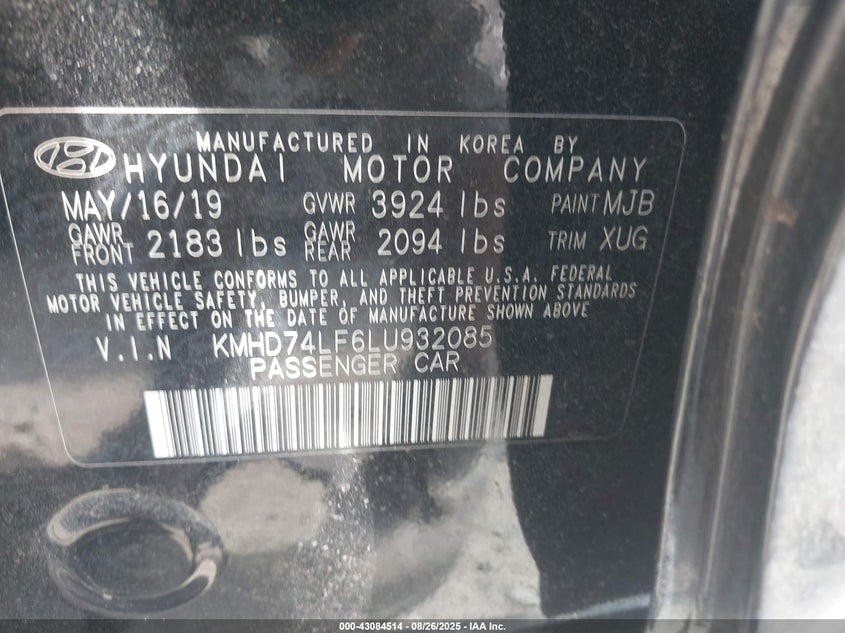 MANUFACTURED IN KOREA BY
HYUNDAI MOTOR COMPANY
MAY/16/19 GVWR 3924 lbs PAINT MJB
GAWR FRONT 2183 lbs GAWR REAR 2094 lbs TRIM XUG
THIS VEHICLE CONFORMS TO ALL APPLICABLE U.S.A. FEDERAL
MOTOR VEHICLE SAFETY, BUMPER, AND THEFT PREVENTION STANDARDS
IN EFFECT ON THE DATE OF MANUFACTURE SHOWN ABOVE
V.I.N KMHD74LF6LU932085
PASSENGER CAR
000-43084514 - 08/26/2025 - IAA Inc.